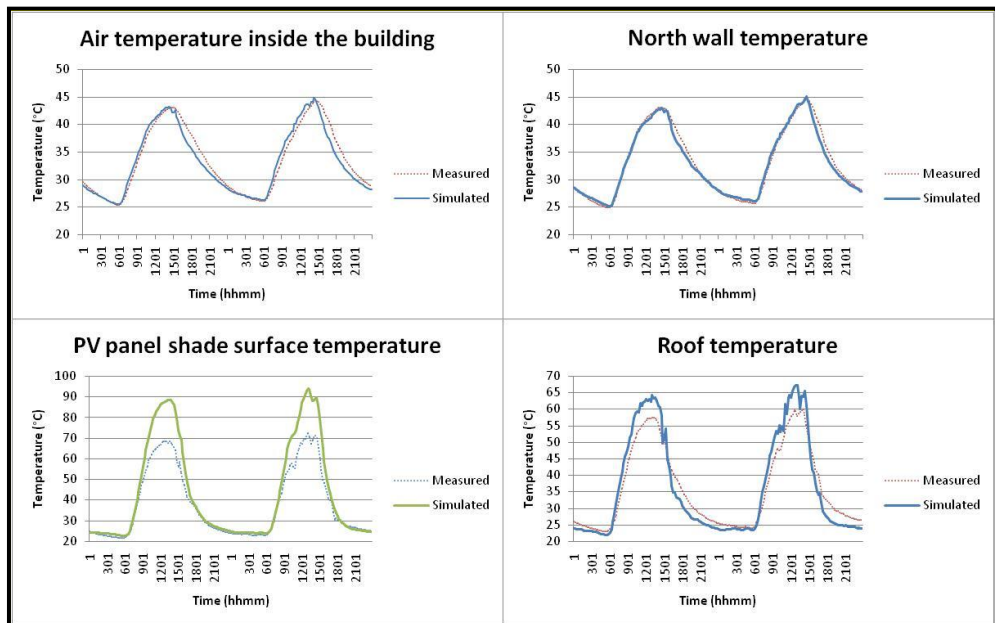 Air temperature inside the building
Temperature (°C)
50
45
40
35
30
25
20
1 301 601 901 1201 1501 1801 2101 1 301 601 901 1201 1501 1801 2101
Time (hhmm)
Measured
Simulated
North wall temperature
Temperature (°C)
50
45
40
35
30
25
20
1 301 601 901 1201 1501 1801 2101 1 301 601 901 1201 1501 1801 2101
Time (hhmm)
Measured
Simulated
PV panel shade surface temperature
Temperature (°C)
100
90
80
70
60
50
40
30
20
1 301 601 901 1201 1501 1801 2101 1 301 601 901 1201 1501 1801 2101
Time (hhmm)
Measured
Simulated
Roof temperature
Temperature (°C)
70
65
60
55
50
45
40
35
30
25
20
1 301 601 901 1201 1501 1801 2101 1 301 601 901 1201 1501 1801 2101
Time (hhmm)
Measured
Simulated